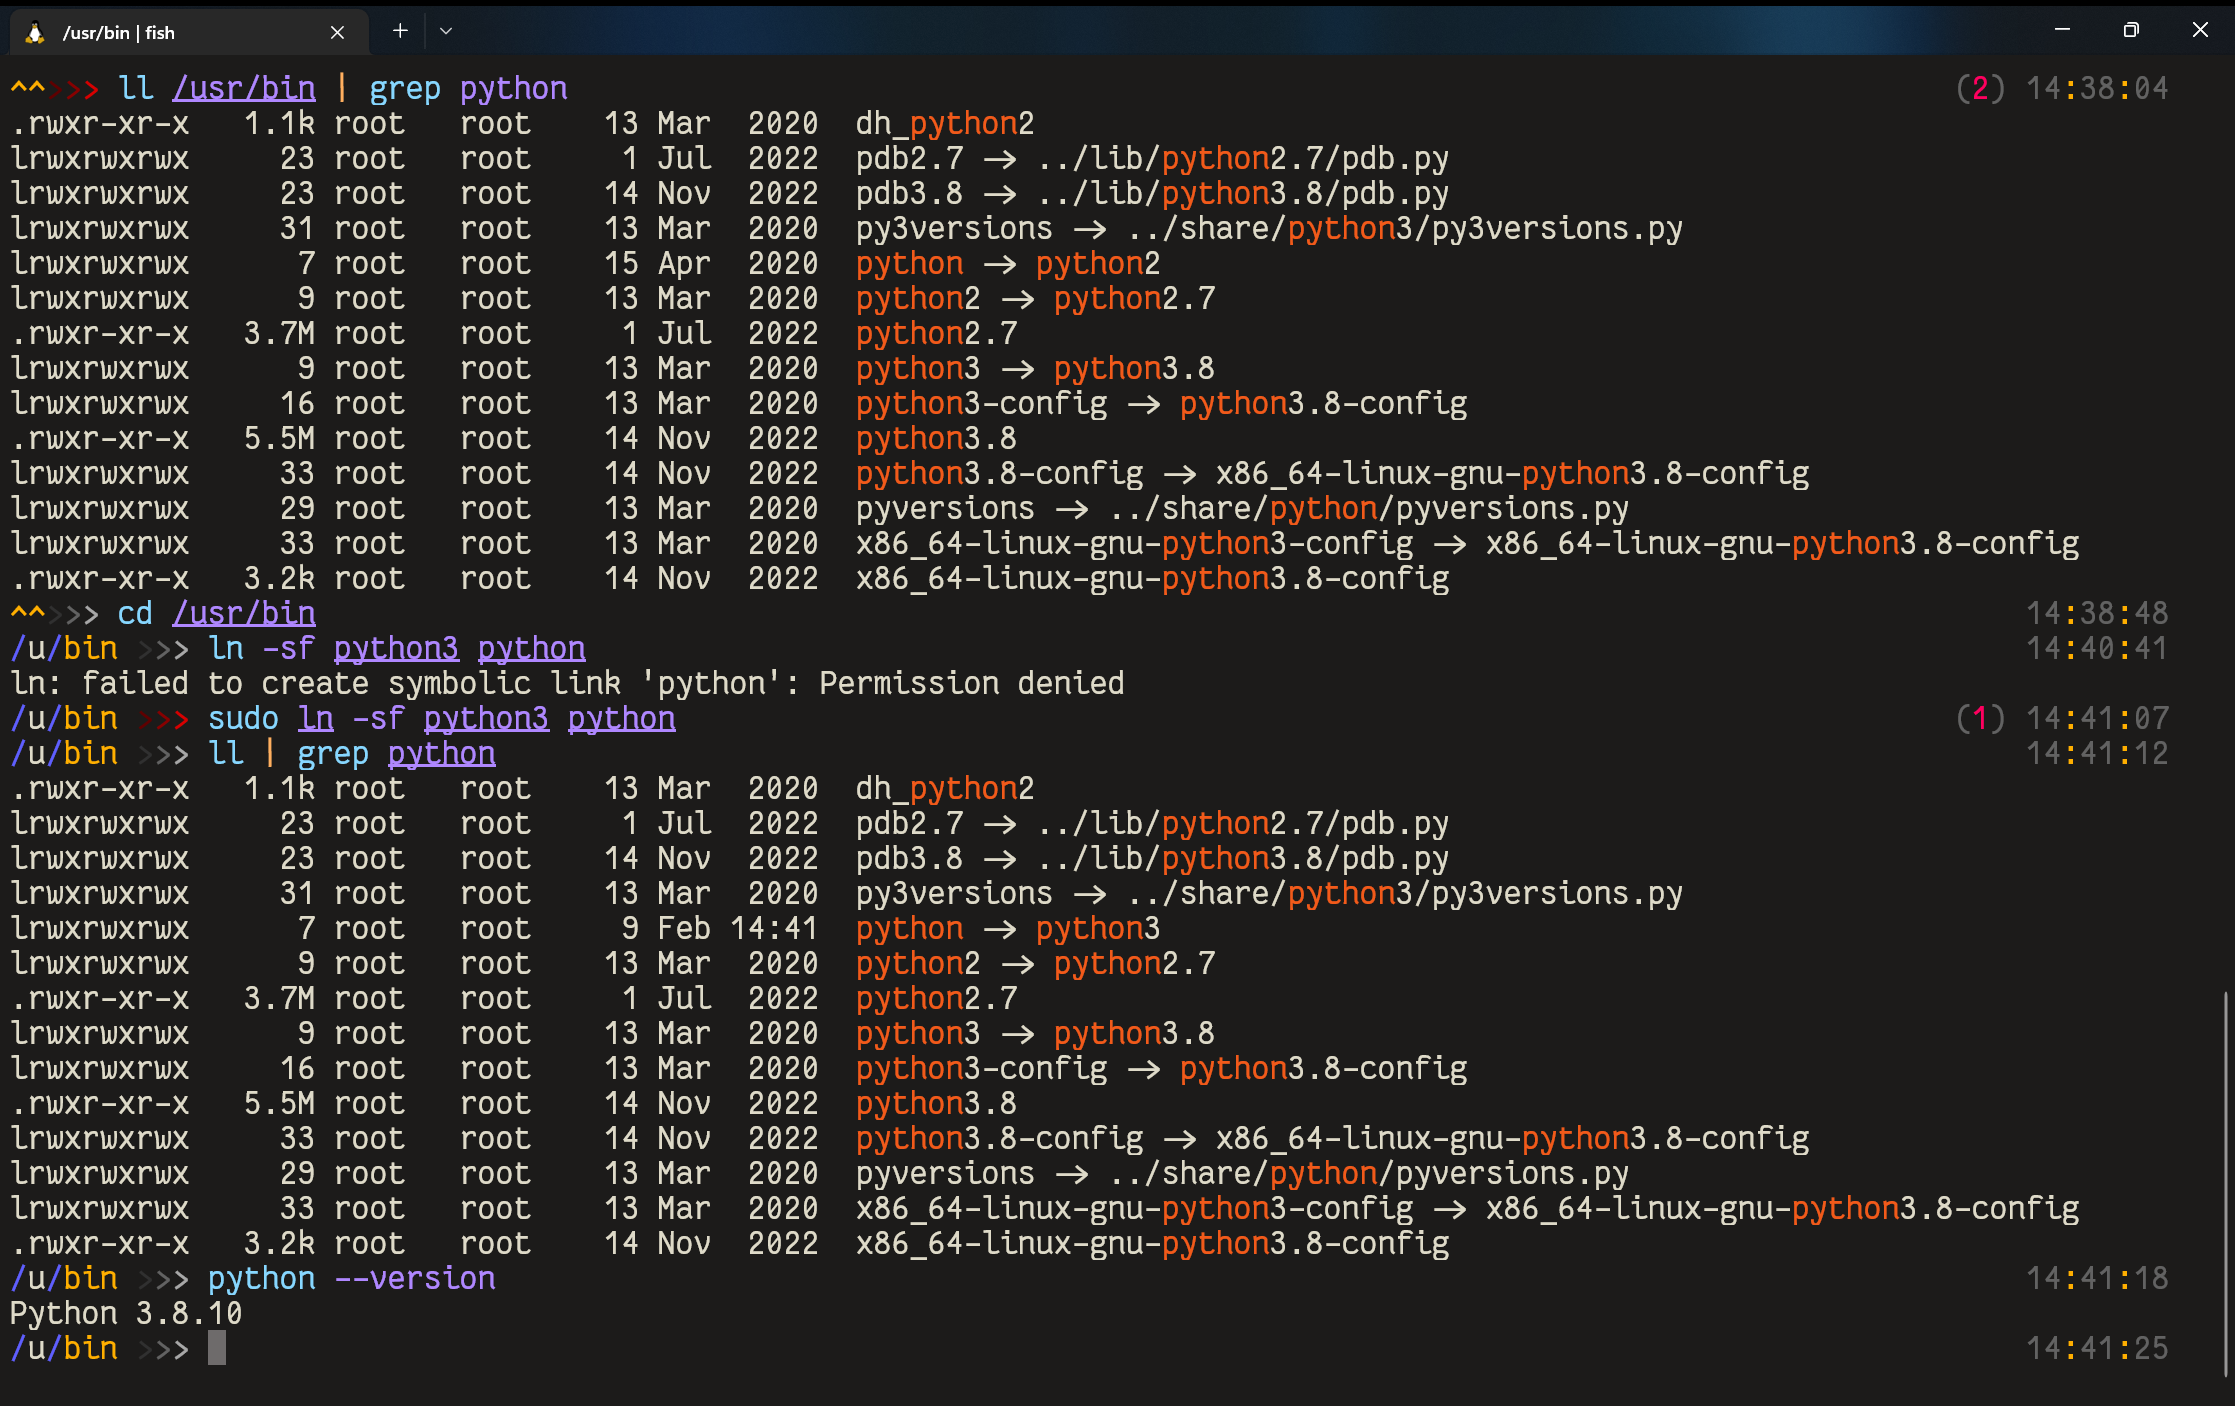 /usr/bin | fish
^^>>> ll /usr/bin | grep python (2) 14:38:04
.rwxr-xr-x 1.1k root root 13 Mar 2020 dh_python2
lrwxrwxrwx 23 root root 1 Jul 2022 pdb2.7 → ../lib/python2.7/pdb.py
lrwxrwxrwx 23 root root 14 Nov 2022 pdb3.8 → ../lib/python3.8/pdb.py
lrwxrwxrwx 31 root root 13 Mar 2020 py3versions → ../share/python3/py3versions.py
lrwxrwxrwx 7 root root 15 Apr 2020 python → python2
lrwxrwxrwx 9 root root 13 Mar 2020 python2 → python2.7
.rwxr-xr-x 3.7M root root 1 Jul 2022 python2.7
lrwxrwxrwx 9 root root 13 Mar 2020 python3 → python3.8
lrwxrwxrwx 16 root root 13 Mar 2020 python3-config → python3.8-config
.rwxr-xr-x 5.5M root root 14 Nov 2022 python3.8
lrwxrwxrwx 33 root root 14 Nov 2022 python3.8-config → x86_64-linux-gnu-python3.8-config
lrwxrwxrwx 29 root root 13 Mar 2020 pyversions → ../share/python/pyversions.py
lrwxrwxrwx 33 root root 13 Mar 2020 x86_64-linux-gnu-python3-config → x86_64-linux-gnu-python3.8-config
.rwxr-xr-x 3.2k root root 14 Nov 2022 x86_64-linux-gnu-python3.8-config
^^>>> cd /usr/bin 14:38:48
/u/bin >>> ln -sf python3 python 14:40:41
ln: failed to create symbolic link 'python': Permission denied
/u/bin >>> sudo ln -sf python3 python (1) 14:41:07
/u/bin >>> ll | grep python 14:41:12
.rwxr-xr-x 1.1k root root 13 Mar 2020 dh_python2
lrwxrwxrwx 23 root root 1 Jul 2022 pdb2.7 → ../lib/python2.7/pdb.py
lrwxrwxrwx 23 root root 14 Nov 2022 pdb3.8 → ../lib/python3.8/pdb.py
lrwxrwxrwx 31 root root 13 Mar 2020 py3versions → ../share/python3/py3versions.py
lrwxrwxrwx 7 root root 9 Feb 14:41 python → python3
lrwxrwxrwx 9 root root 13 Mar 2020 python2 → python2.7
.rwxr-xr-x 3.7M root root 1 Jul 2022 python2.7
lrwxrwxrwx 9 root root 13 Mar 2020 python3 → python3.8
lrwxrwxrwx 16 root root 13 Mar 2020 python3-config → python3.8-config
.rwxr-xr-x 5.5M root root 14 Nov 2022 python3.8
lrwxrwxrwx 33 root root 14 Nov 2022 python3.8-config → x86_64-linux-gnu-python3.8-config
lrwxrwxrwx 29 root root 13 Mar 2020 pyversions → ../share/python/pyversions.py
lrwxrwxrwx 33 root root 13 Mar 2020 x86_64-linux-gnu-python3-config → x86_64-linux-gnu-python3.8-config
.rwxr-xr-x 3.2k root root 14 Nov 2022 x86_64-linux-gnu-python3.8-config
/u/bin >>> python --version 14:41:18
Python 3.8.10
/u/bin >>> 14:41:25